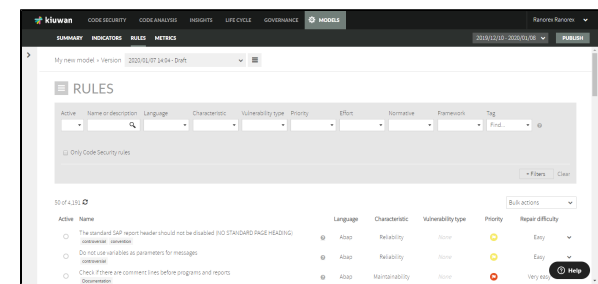 kiuwan CODE SECURITY CODE ANALYSIS INSIGHTS LIFE CYCLE GOVERNANCE MODELS Ranorex Ranorex
SUMMARY INDICATORS RULES METRICS 2019/12/10 - 2020/01/08 PUBLISH
My new model › Version 2020/01/07 14:04 - Draft
RULES
Active Name or description Language Characteristic Vulnerability type Priority Effort Normative Framework Tag
Find...
Only Code Security rules
+ Filters Clear
50 of 4,191 Bulk actions
Active Name Language Characteristic Vulnerability type Priority Repair difficulty
The standard SAP report header should not be disabled (NO STANDARD PAGE HEADING) Abap Reliability None Easy
controversial convention
Do not use variables as parameters for messages Abap Reliability None Easy
controversial
Check if there are comment lines before programs and reports Abap Maintainability None Very easy
Documentation
Help